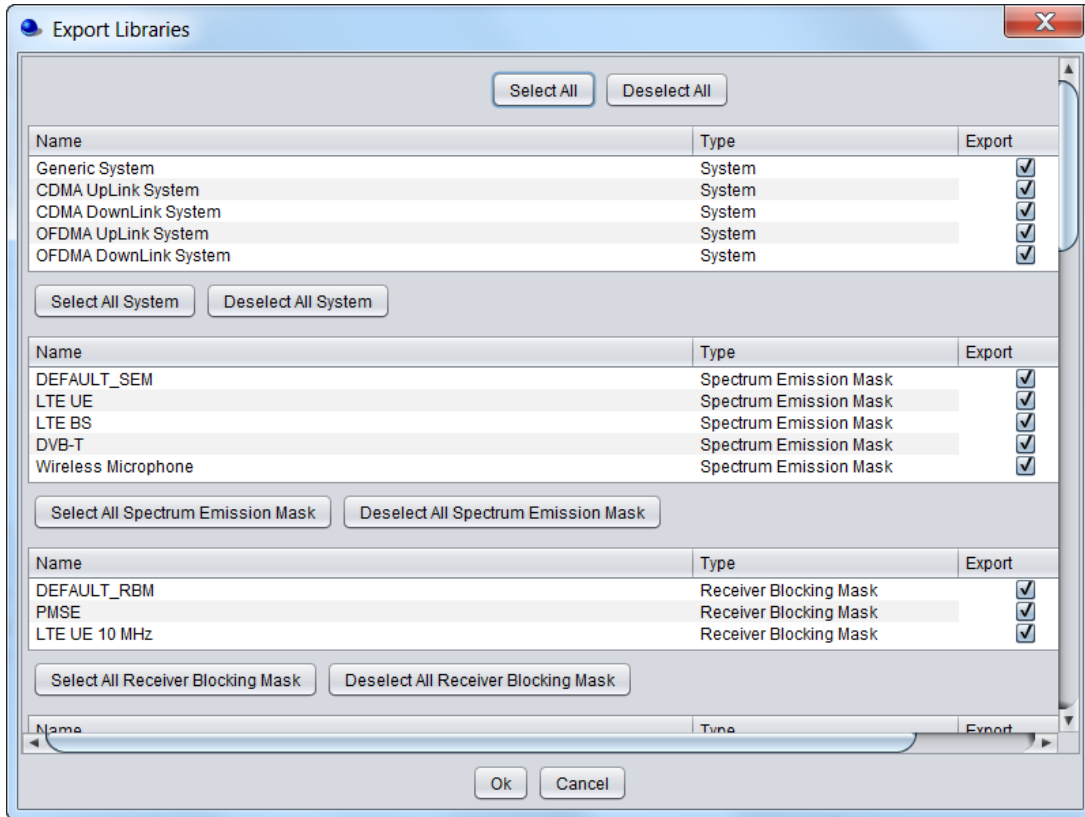 Export Libraries
Select All Deselect All
Name Type Export
Generic System System
CDMA UpLink System System
CDMA DownLink System System
OFDMA UpLink System System
OFDMA DownLink System System
Select All System Deselect All System
Name Type Export
DEFAULT_SEM Spectrum Emission Mask
LTE UE Spectrum Emission Mask
LTE BS Spectrum Emission Mask
DVB-T Spectrum Emission Mask
Wireless Microphone Spectrum Emission Mask
Select All Spectrum Emission Mask Deselect All Spectrum Emission Mask
Name Type Export
DEFAULT_RBM Receiver Blocking Mask
PMSE Receiver Blocking Mask
LTE UE 10 MHz Receiver Blocking Mask
Select All Receiver Blocking Mask Deselect All Receiver Blocking Mask
Name Type Export
Ok Cancel